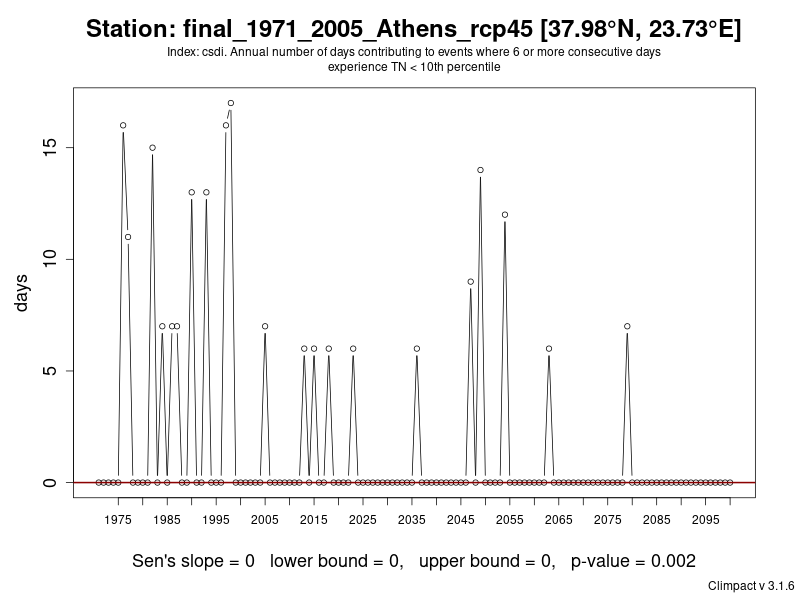 Station: final_1971_2005_Athens_rcp45 [37.98°N, 23.73°E]
Index: csdi. Annual number of days contributing to events where 6 or more consecutive days
experience TN < 10th percentile
15
10
5
0
days
1975 1985 1995 2005 2015 2025 2035 2045 2055 2065 2075 2085 2095
Sen's slope = 0 lower bound = 0, upper bound = 0, p-value = 0.002
Climpact v 3.1.6